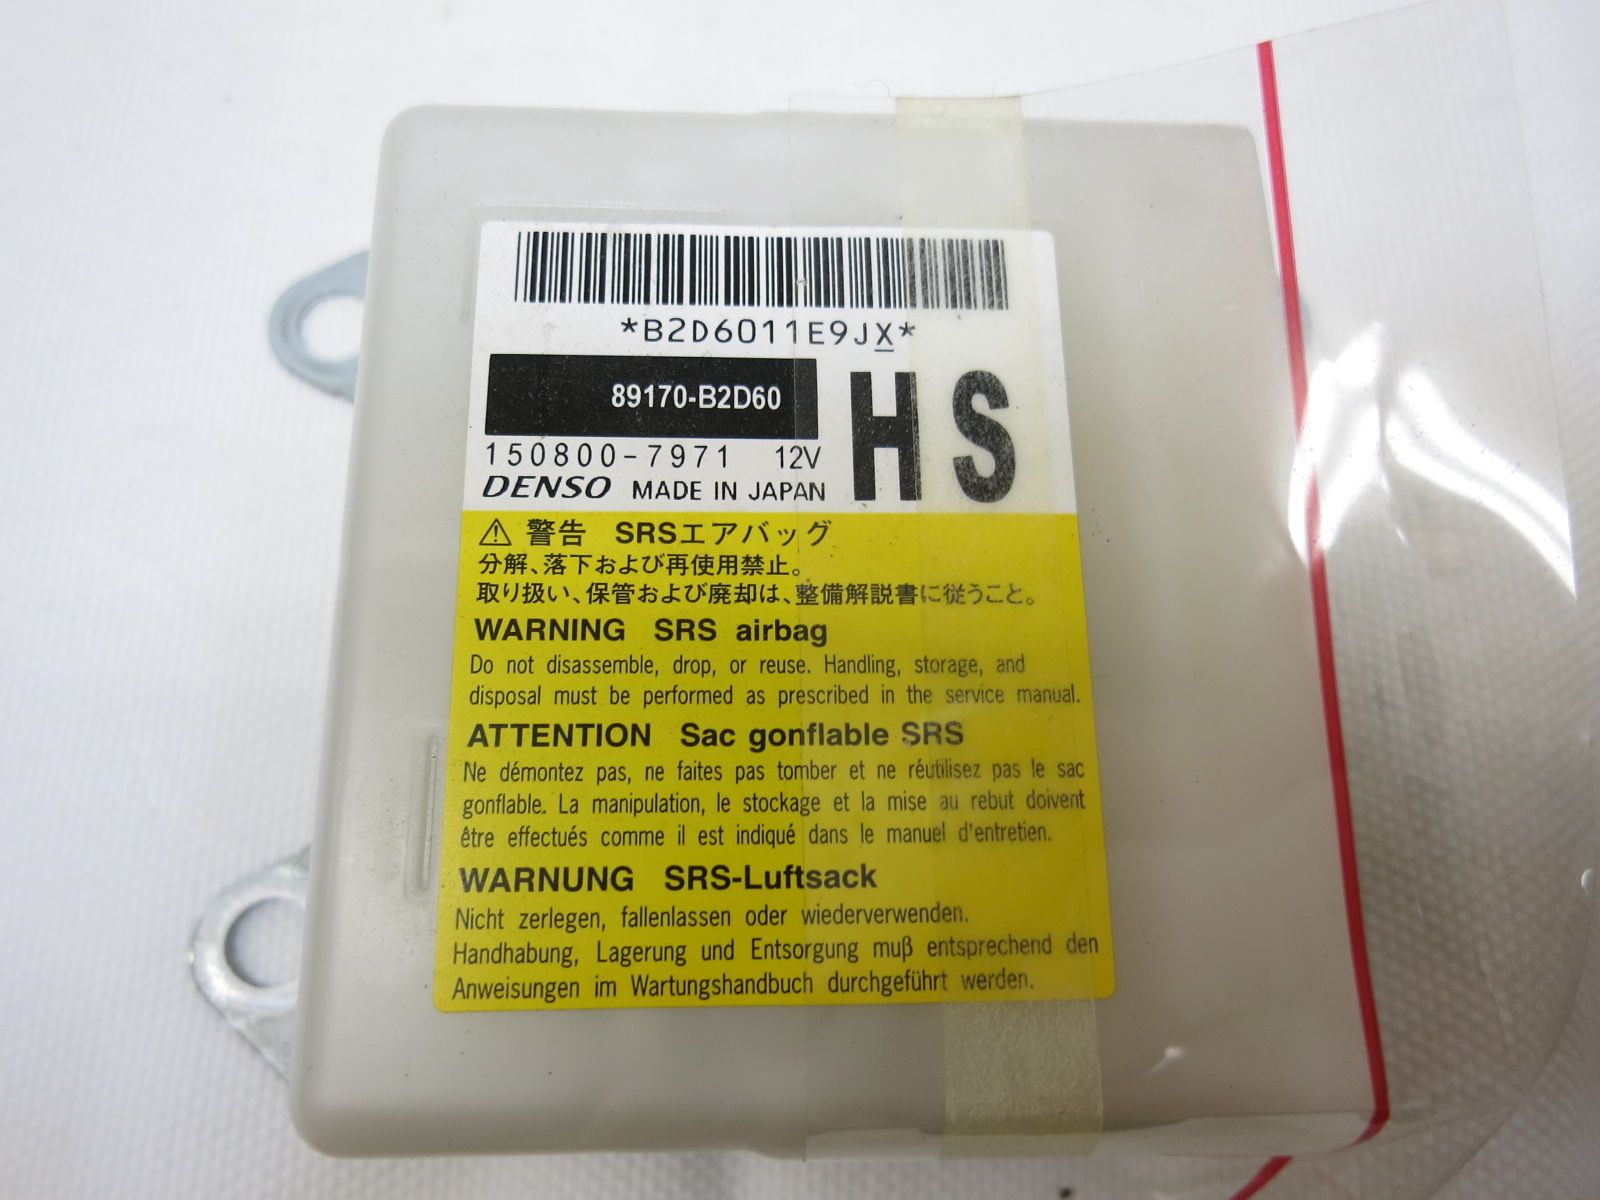 *B2D6011E9JX*
89170-B2D60
HS
150800-7971 12V
DENSO MADE IN JAPAN
⚠ 警告 SRSエアバッグ
分解、落下および再使用禁止。
取り扱い、保管および廃却は、整備解説書に従うこと。
WARNING SRS airbag
Do not disassemble, drop, or reuse. Handling, storage, and
disposal must be performed as prescribed in the service manual.
ATTENTION Sac gonflable SRS
Ne démontez pas, ne faites pas tomber et ne réutilisez pas le sac
gonflable. La manipulation, le stockage et la mise au rebut doivent
être effectués comme il est indiqué dans le manuel d'entretien.
WARNUNG SRS-Luftsack
Nicht zerlegen, fallenlassen oder wiederverwenden.
Handhabung, Lagerung und Entsorgung muß entsprechend den
Anweisungen im Wartungshandbuch durchgeführt werden.